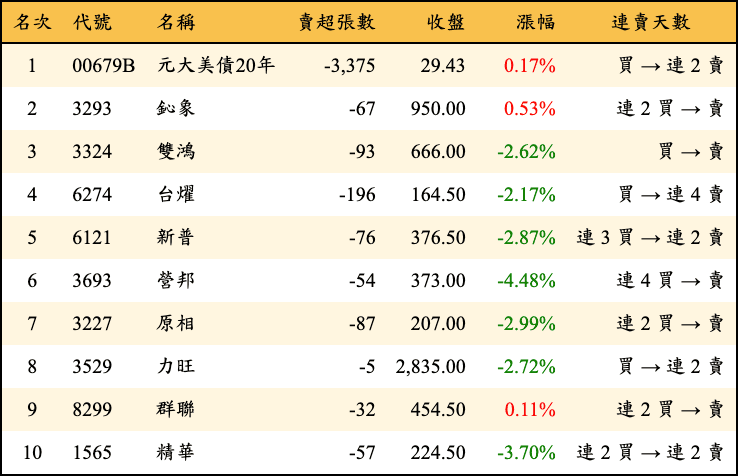 名次 代號 名稱 賣超張數 收盤 漲幅 連賣天數
1 00679B 元大美債20年 -3,375 29.43 0.17% 買 → 連 2 賣
2 3293 鈊象 -67 950.00 0.53% 連 2 買 → 賣
3 3324 雙鴻 -93 666.00 -2.62% 買 → 賣
4 6274 台燿 -196 164.50 -2.17% 買 → 連 4 賣
5 6121 新普 -76 376.50 -2.87% 連 3 買 → 連 2 賣
6 3693 營邦 -54 373.00 -4.48% 連 4 買 → 賣
7 3227 原相 -87 207.00 -2.99% 連 2 買 → 賣
8 3529 力旺 -5 2,835.00 -2.72% 買 → 連 2 賣
9 8299 群聯 -32 454.50 0.11% 連 2 買 → 賣
10 1565 精華 -57 224.50 -3.70% 連 2 買 → 連 2 賣